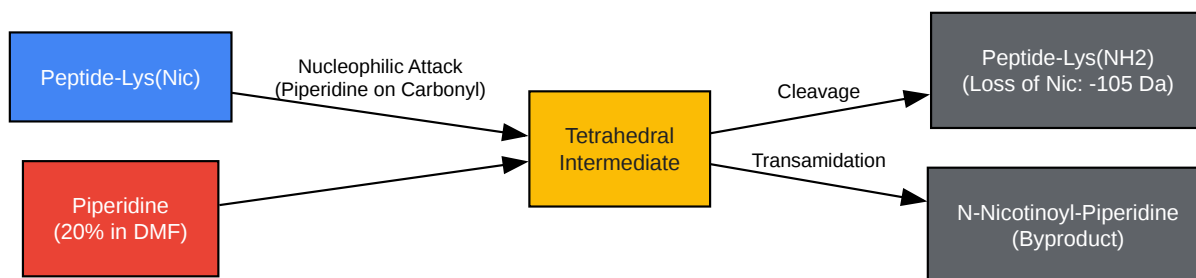 Peptide-Lys(Nic)
Nucleophilic Attack
(Piperidine on Carbonyl)
Piperidine
(20% in DMF)
Tetrahedral
Intermediate
Cleavage
Transamidation
Peptide-Lys(NH2)
(Loss of Nic: -105 Da)
N-Nicotinoyl-Piperidine
(Byproduct)